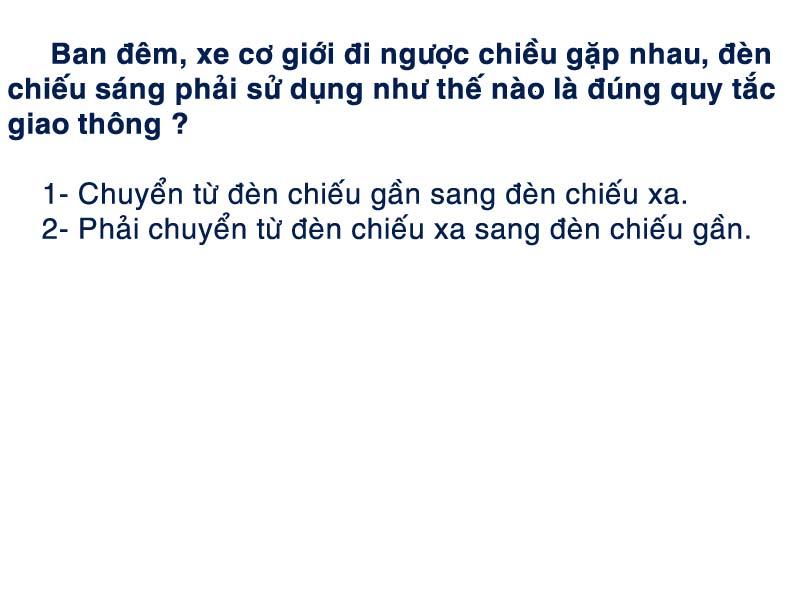 Ban đêm, xe cơ giới đi ngược chiều gặp nhau, đèn
chiếu sáng phải sử dụng như thế nào là đúng quy tắc
giao thông ?
1- Chuyển từ đèn chiếu gần sang đèn chiếu xa.
2- Phải chuyển từ đèn chiếu xa sang đèn chiếu gần.